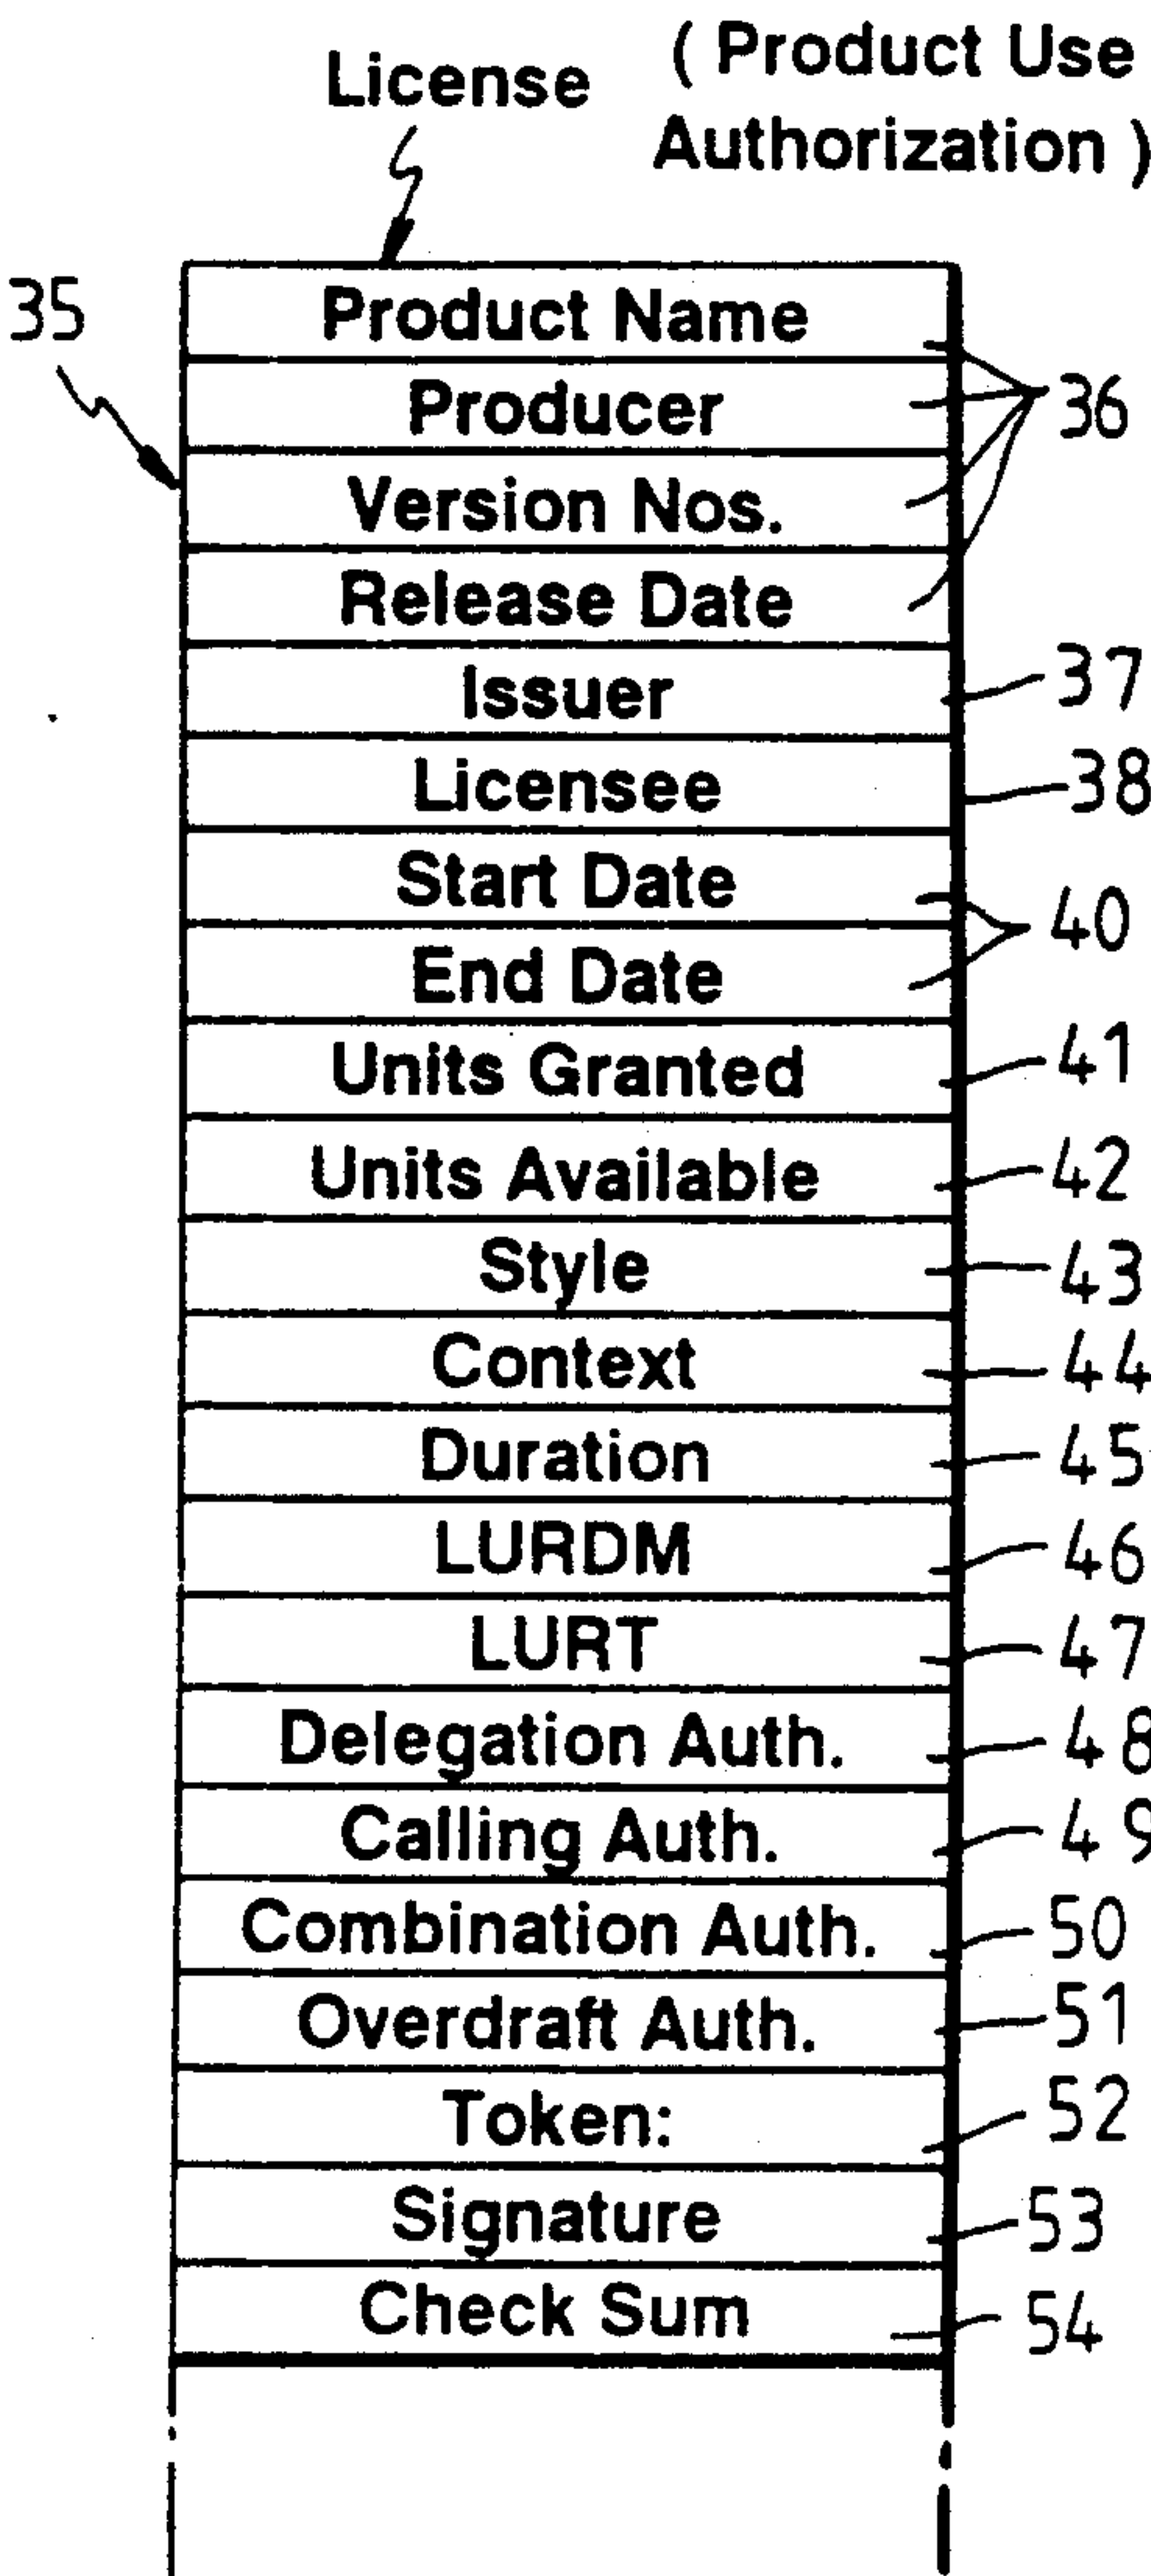 License
( Product Use
Authorization )
35
Product Name
Producer
36
Version Nos.
Release Date
Issuer
37
Licensee
38
Start Date
40
End Date
Units Granted
41
Units Available
42
Style
43
Context
44
Duration
45
LURDM
46
LURT
47
Delegation Auth.
48
Calling Auth.
49
Combination Auth.
50
Overdraft Auth.
51
Token:
52
Signature
53
Check Sum
54